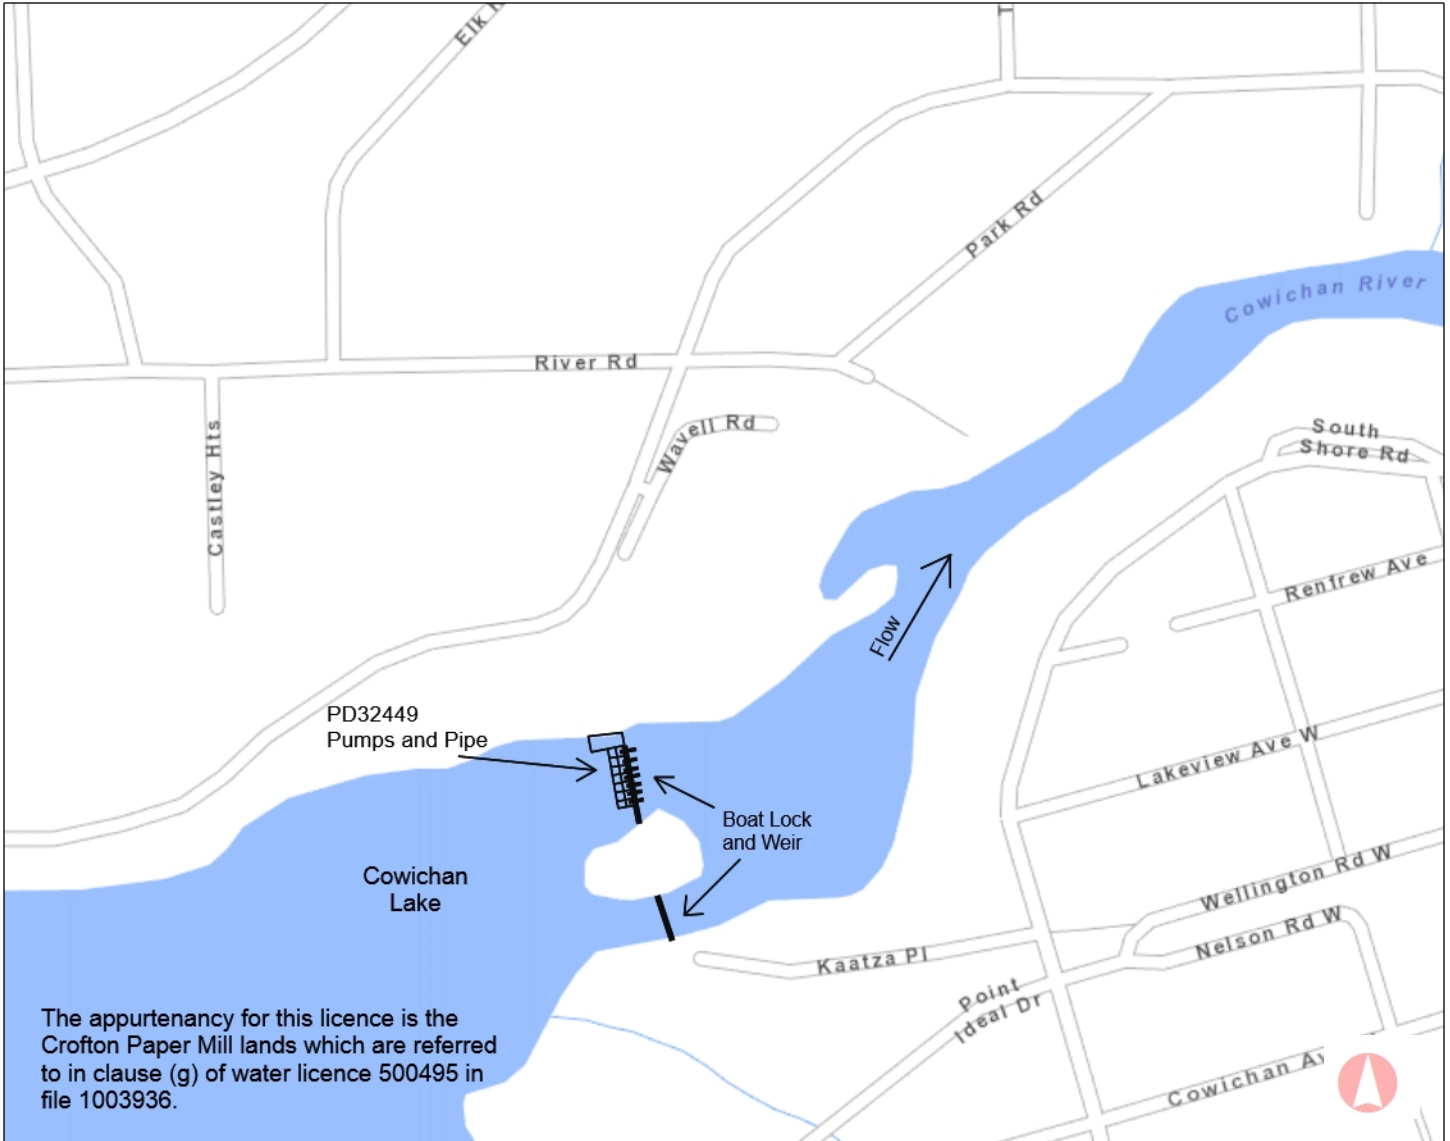 Elk
T
Park Rd
Cowichan River
River Rd
Wavell Rd
Castley Hts
South
Shore Rd
Renfrew Ave
Flow
PD32449
Pumps and Pipe
Lakeview Ave W
Boat Lock
and Weir
Cowichan
Lake
Wellington Rd W
Nelson Rd W
Kaatza Pl
Point
Ideal Dr
Cowichan Av
The appurtenancy for this licence is the
Crofton Paper Mill lands which are referred
to in clause (g) of water licence 500495 in
file 1003936.